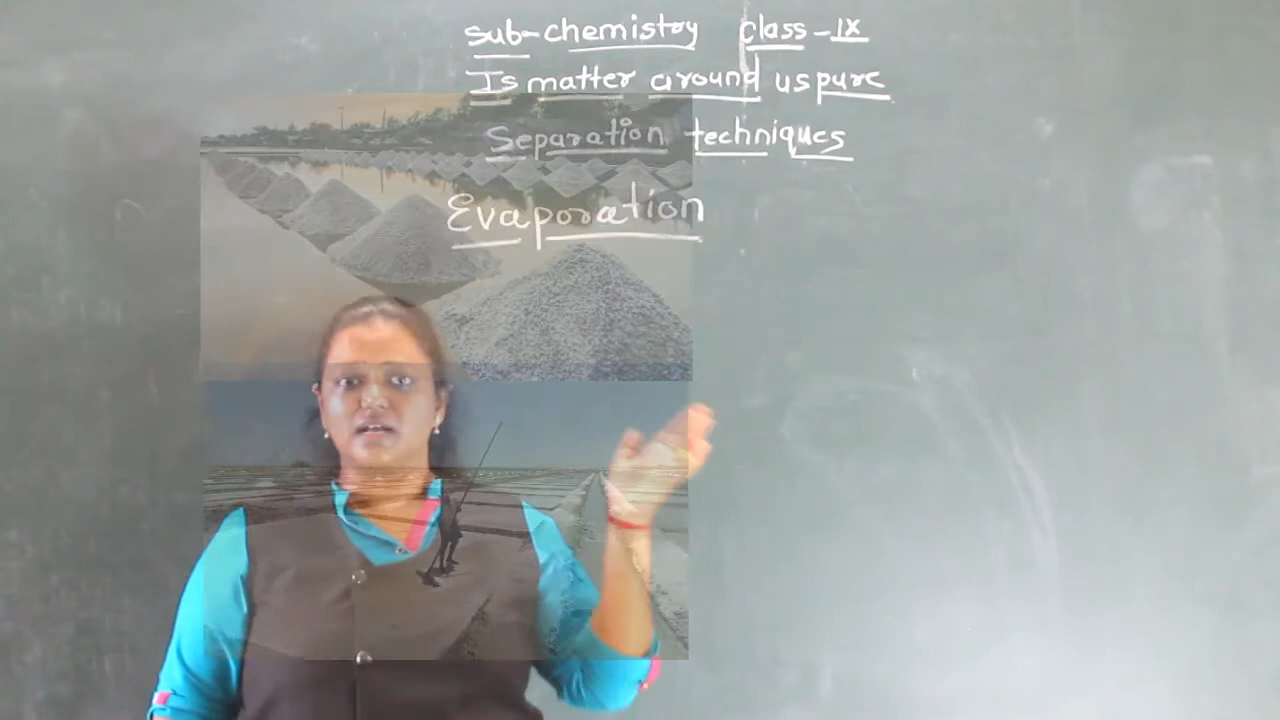 Sub-chemistry class-IX
Is matter around us pure
Separation techniques
Evaporation